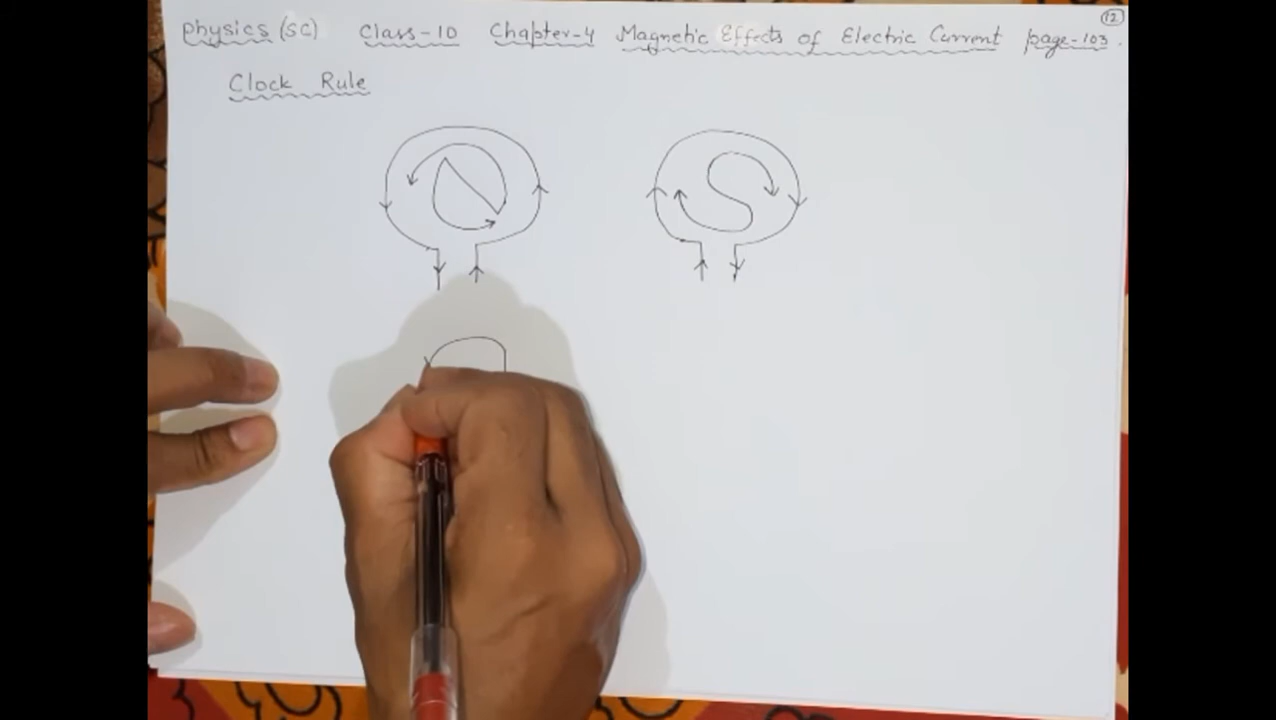 12
Physics (SC) Class-10 Chapter-4 Magnetic Effects of Electric Current page-103.
Clock Rule
N S